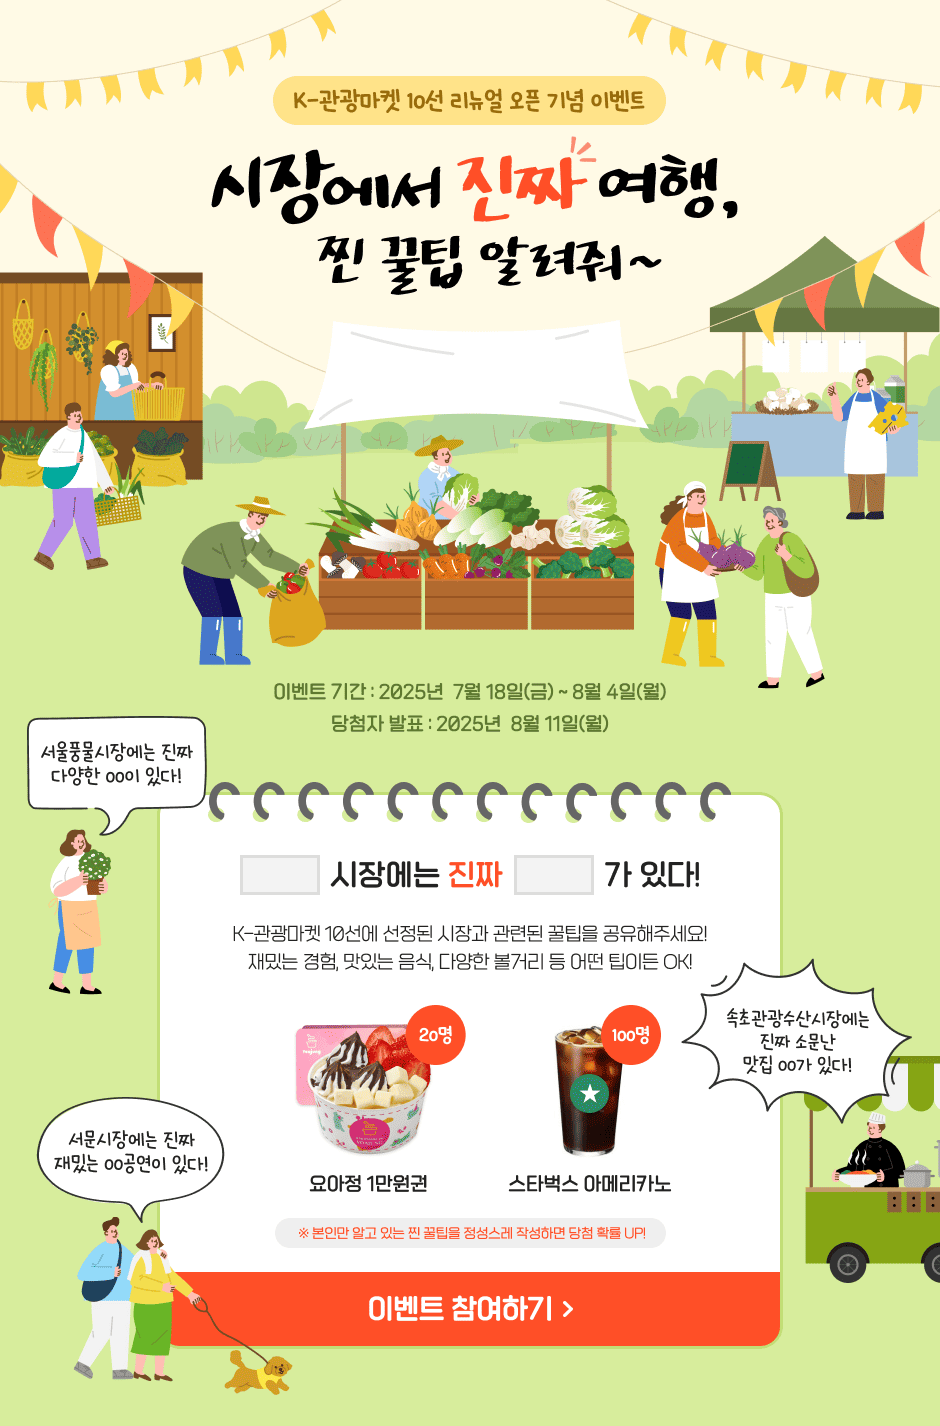 K-관광마켓 10선 리뉴얼 오픈 기념 이벤트
시장에서 진짜 여행,
찐 꿀팁 알려줘~
이벤트 기간 : 2025년 7월 18일(금) ~ 8월 4일(월)
당첨자 발표 : 2025년 8월 11일(월)
서울풍물시장에는 진짜
다양한 oo이 있다!
시장에는 진짜 가 있다!
K-관광마켓 10선에 선정된 시장과 관련된 꿀팁을 공유해주세요!
재밌는 경험, 맛있는 음식, 다양한 볼거리 등 어떤 팁이든 OK!
속초관광수산시장에는
진짜 소문난
맛집 oo가 있다!
20명
100명
서문시장에는 진짜
재밌는 oo공연이 있다!
요아정 1만원권
스타벅스 아메리카노
※ 본인만 알고 있는 찐 꿀팁을 정성스레 작성하면 당첨 확률 UP!
이벤트 참여하기 >